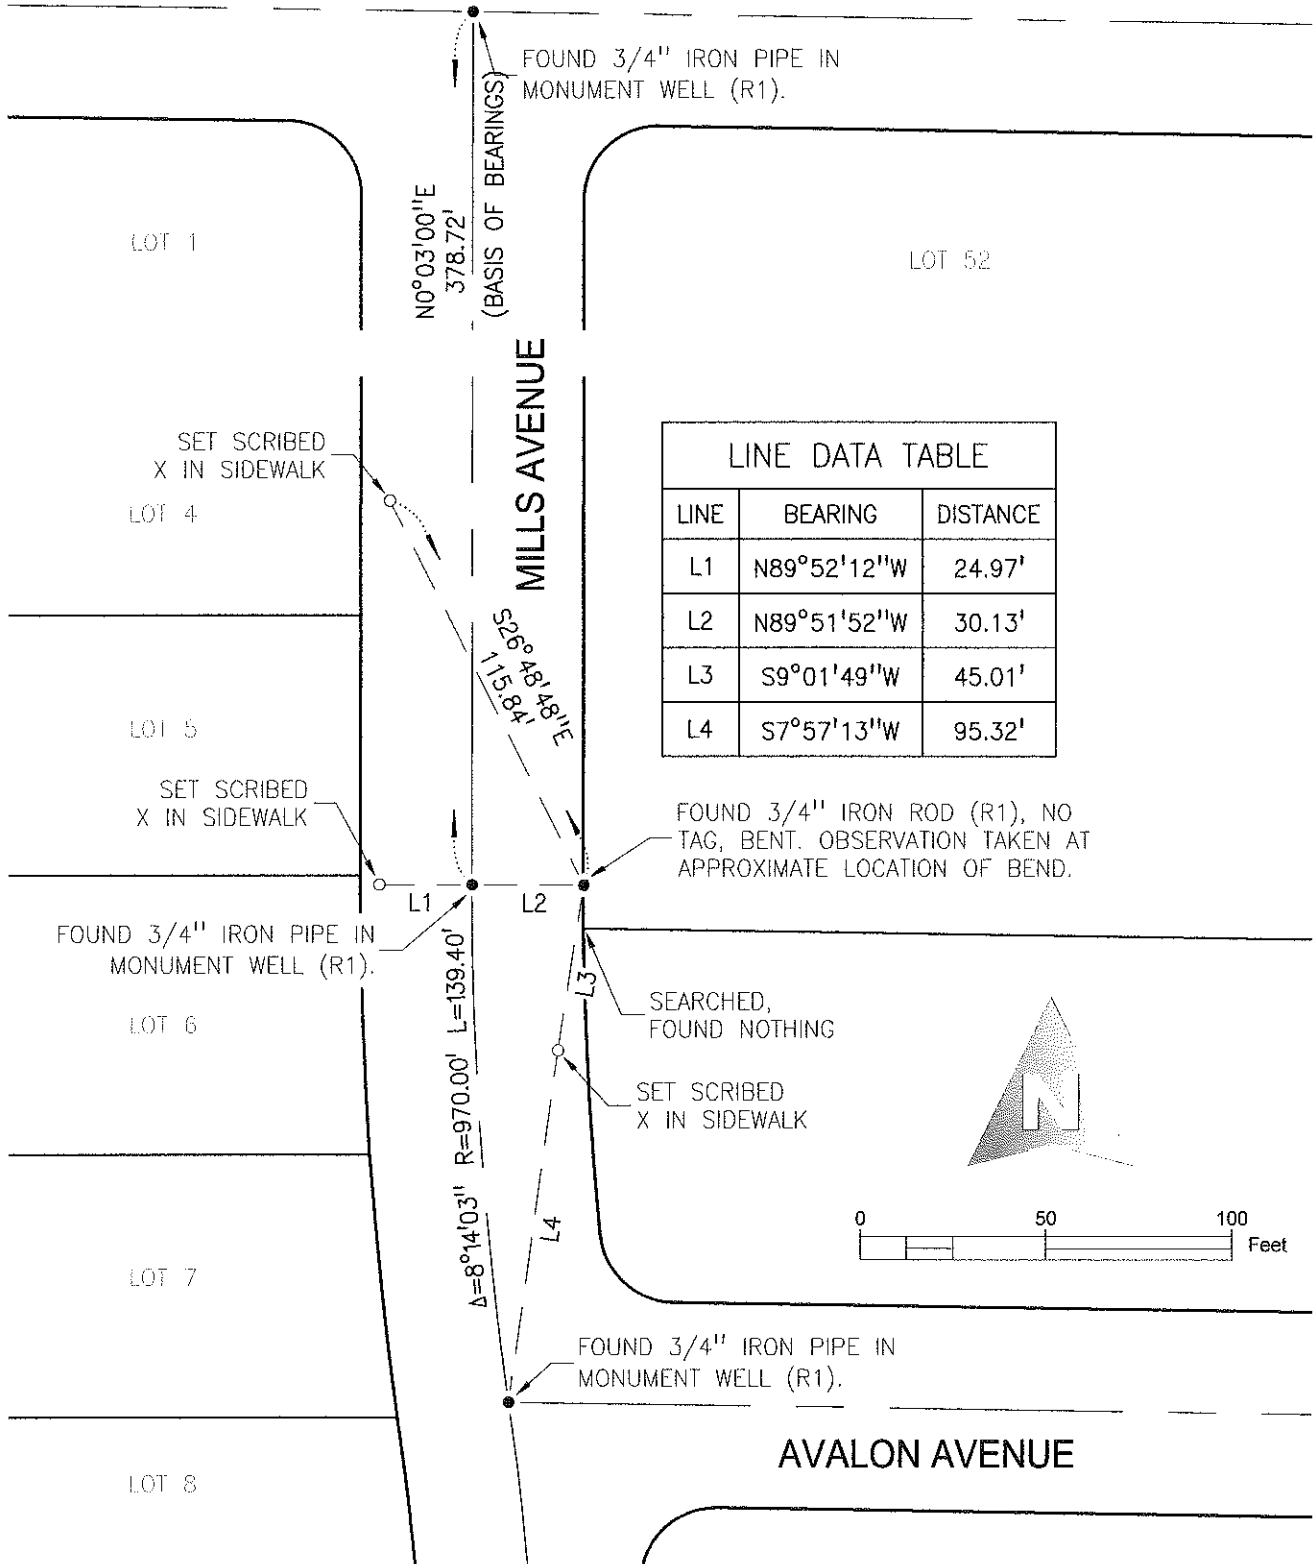 FOUND 3/4" IRON PIPE IN
MONUMENT WELL (R1).
N0°03'00"E
378.72'
(BASIS OF BEARINGS)
LOT 1
LOT 52
MILLS AVENUE
SET SCRIBED
X IN SIDEWALK
LOT 4
LINE DATA TABLE
LINE BEARING DISTANCE
L1 N89°52'12"W 24.97'
L2 N89°51'52"W 30.13'
L3 S9°01'49"W 45.01'
L4 S7°57'13"W 95.32'
S26°48'48"E
115.84'
LOT 5
SET SCRIBED
X IN SIDEWALK
FOUND 3/4" IRON ROD (R1), NO
TAG, BENT. OBSERVATION TAKEN AT
APPROXIMATE LOCATION OF BEND.
L1
L2
FOUND 3/4" IRON PIPE IN
MONUMENT WELL (R1).
L3
SEARCHED,
FOUND NOTHING
LOT 6
Δ=8°14'03" R=970.00' L=139.40'
SET SCRIBED
X IN SIDEWALK
N
L4
0 50 100
Feet
LOT 7
FOUND 3/4" IRON PIPE IN
MONUMENT WELL (R1).
AVALON AVENUE
LOT 8